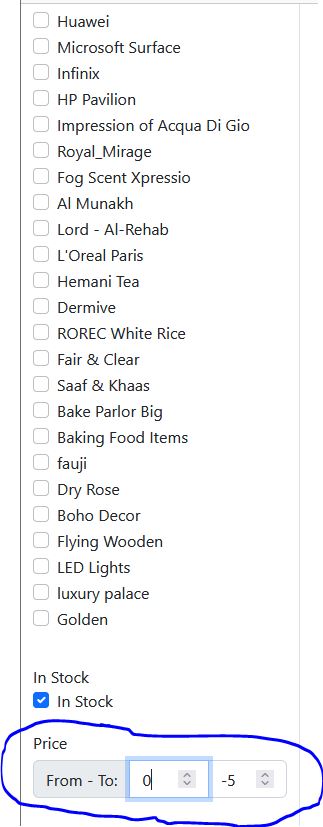 Huawei
Microsoft Surface
Infinix
HP Pavilion
Impression of Acqua Di Gio
Royal_Mirage
Fog Scent Xpressio
Al Munakh
Lord - Al-Rehab
L'Oreal Paris
Hemani Tea
Dermive
ROREC White Rice
Fair & Clear
Saaf & Khaas
Bake Parlor Big
Baking Food Items
fauji
Dry Rose
Boho Decor
Flying Wooden
LED Lights
luxury palace
Golden
In Stock
In Stock
Price
From - To: 0 -5